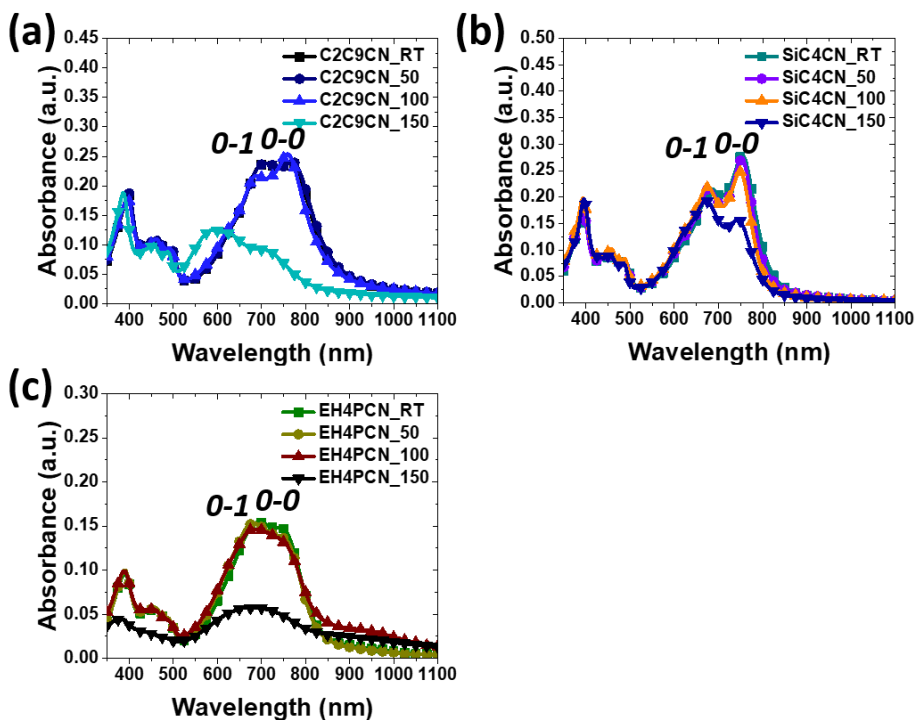 (a)
0.45
0.40
0.35
0.30
0.25
0.20
0.15
0.10
0.05
0.00
Absorbance (a.u.)
C2C9CN_RT
C2C9CN_50
C2C9CN_100
C2C9CN_150
0-1 0-0
400 500 600 700 800 900 1000 1100
Wavelength (nm)
(b)
0.50
0.45
0.40
0.35
0.30
0.25
0.20
0.15
0.10
0.05
0.00
Absorbance (a.u.)
SiC4CN_RT
SiC4CN_50
SiC4CN_100
SiC4CN_150
0-1 0-0
400 500 600 700 800 900 1000 1100
Wavelength (nm)
(c)
0.30
0.25
0.20
0.15
0.10
0.05
0.00
Absorbance (a.u.)
EH4PCN_RT
EH4PCN_50
EH4PCN_100
EH4PCN_150
0-1 0-0
400 500 600 700 800 900 1000 1100
Wavelength (nm)